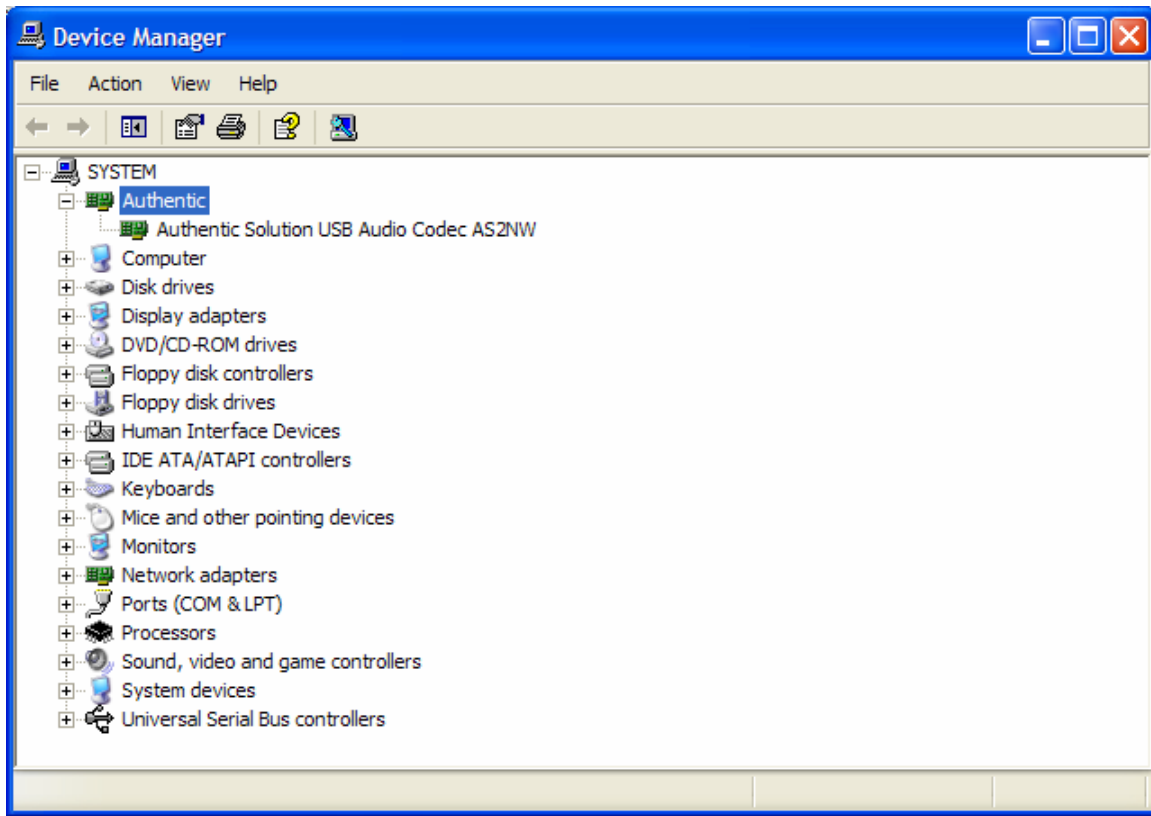 Device Manager
File Action View Help
SYSTEM
Authentic
Authentic Solution USB Audio Codec AS2NW
Computer
Disk drives
Display adapters
DVD/CD-ROM drives
Floppy disk controllers
Floppy disk drives
Human Interface Devices
IDE ATA/ATAPI controllers
Keyboards
Mice and other pointing devices
Monitors
Network adapters
Ports (COM & LPT)
Processors
Sound, video and game controllers
System devices
Universal Serial Bus controllers